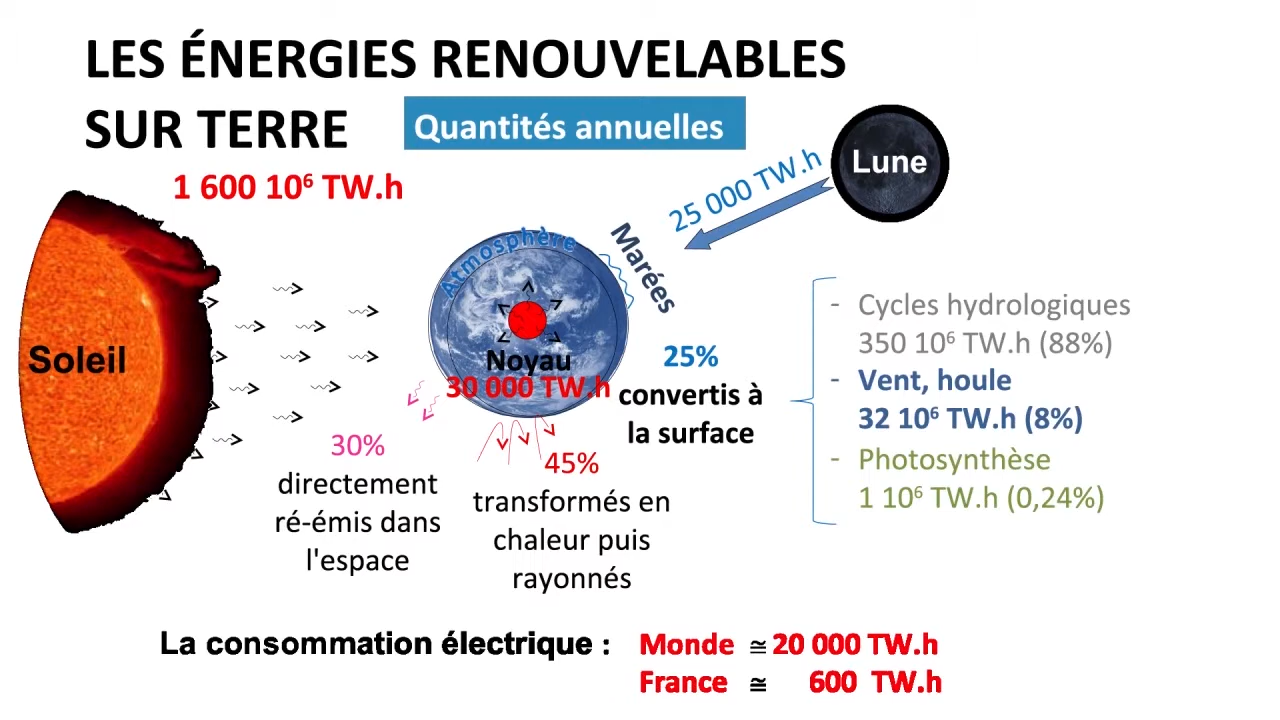 LES ÉNERGIES RENOUVELABLES
SUR TERRE
Quantités annuelles
1 600 10⁶ TW.h
25 000 TW.h
Lune
Atmosphère
Marées
Soleil
Noyau
30 000 TW.h
25%
convertis à
la surface
- Cycles hydrologiques
350 10⁶ TW.h (88%)
- Vent, houle
32 10⁶ TW.h (8%)
- Photosynthèse
1 10⁶ TW.h (0,24%)
30%
directement
ré-émis dans
l'espace
45%
transformés en
chaleur puis
rayonnés
La consommation électrique : Monde ≅ 20 000 TW.h
France ≅ 600 TW.h